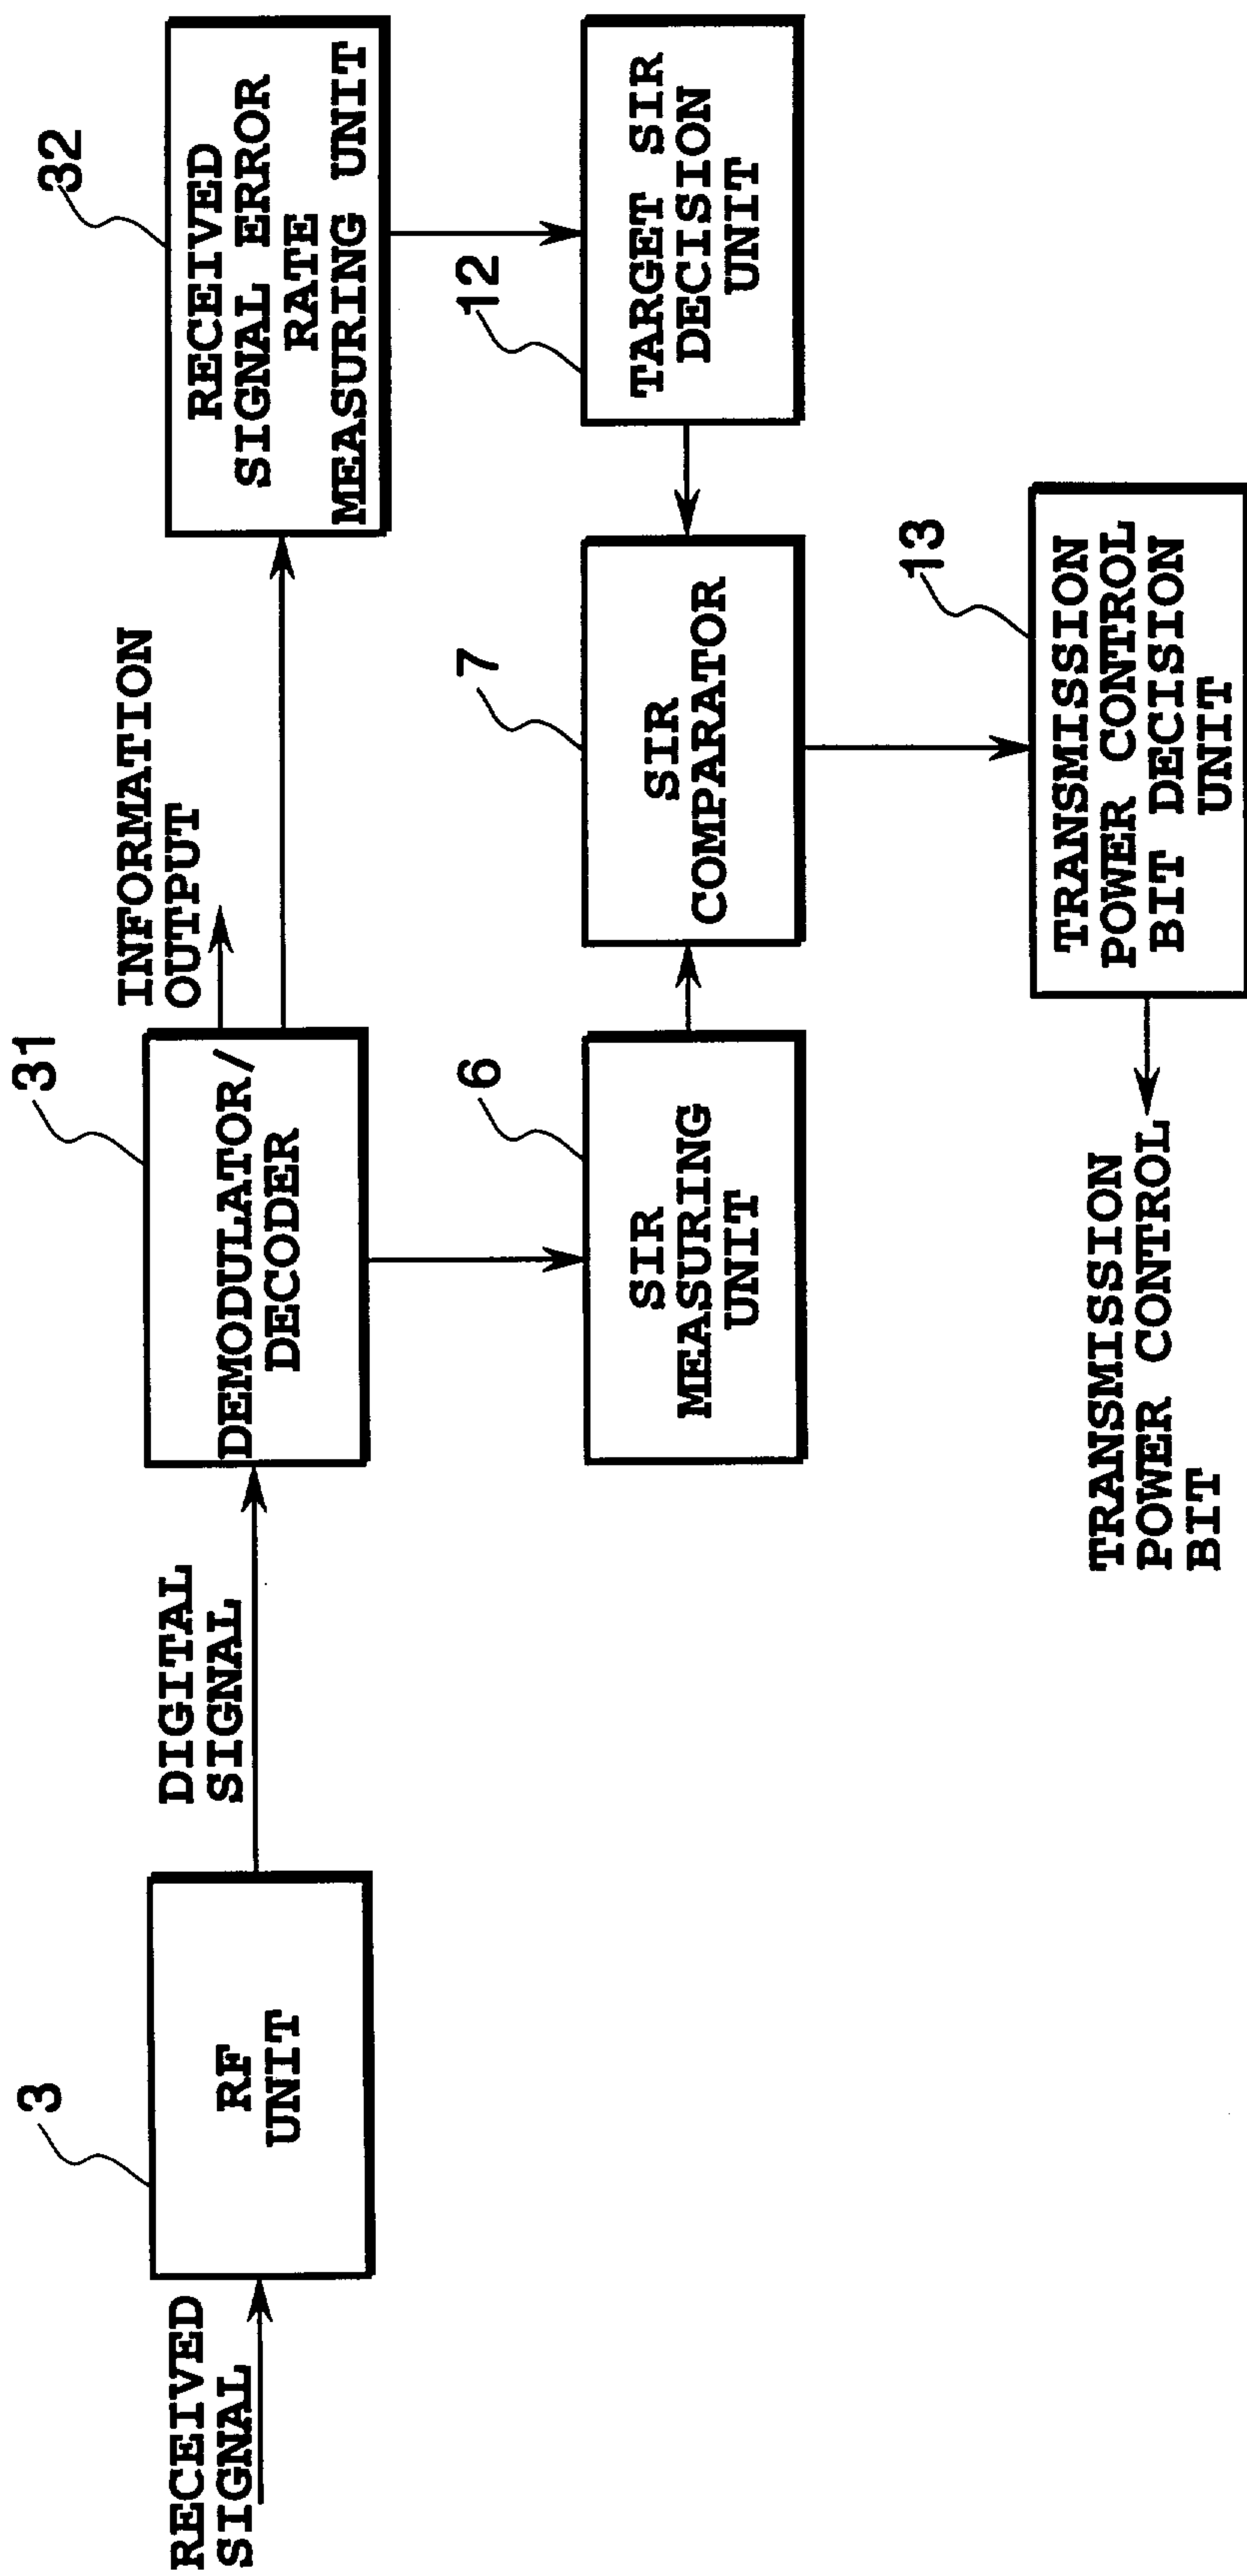 RECEIVED
SIGNAL
3
RF
UNIT
DIGITAL
SIGNAL
31
DEMODULATOR/
DECODER
INFORMATION
OUTPUT
32
RECEIVED
SIGNAL ERROR
RATE
MEASURING UNIT
6
SIR
MEASURING
UNIT
7
SIR
COMPARATOR
12
TARGET SIR
DECISION
UNIT
13
TRANSMISSION
POWER CONTROL
BIT DECISION
UNIT
TRANSMISSION
POWER CONTROL
BIT